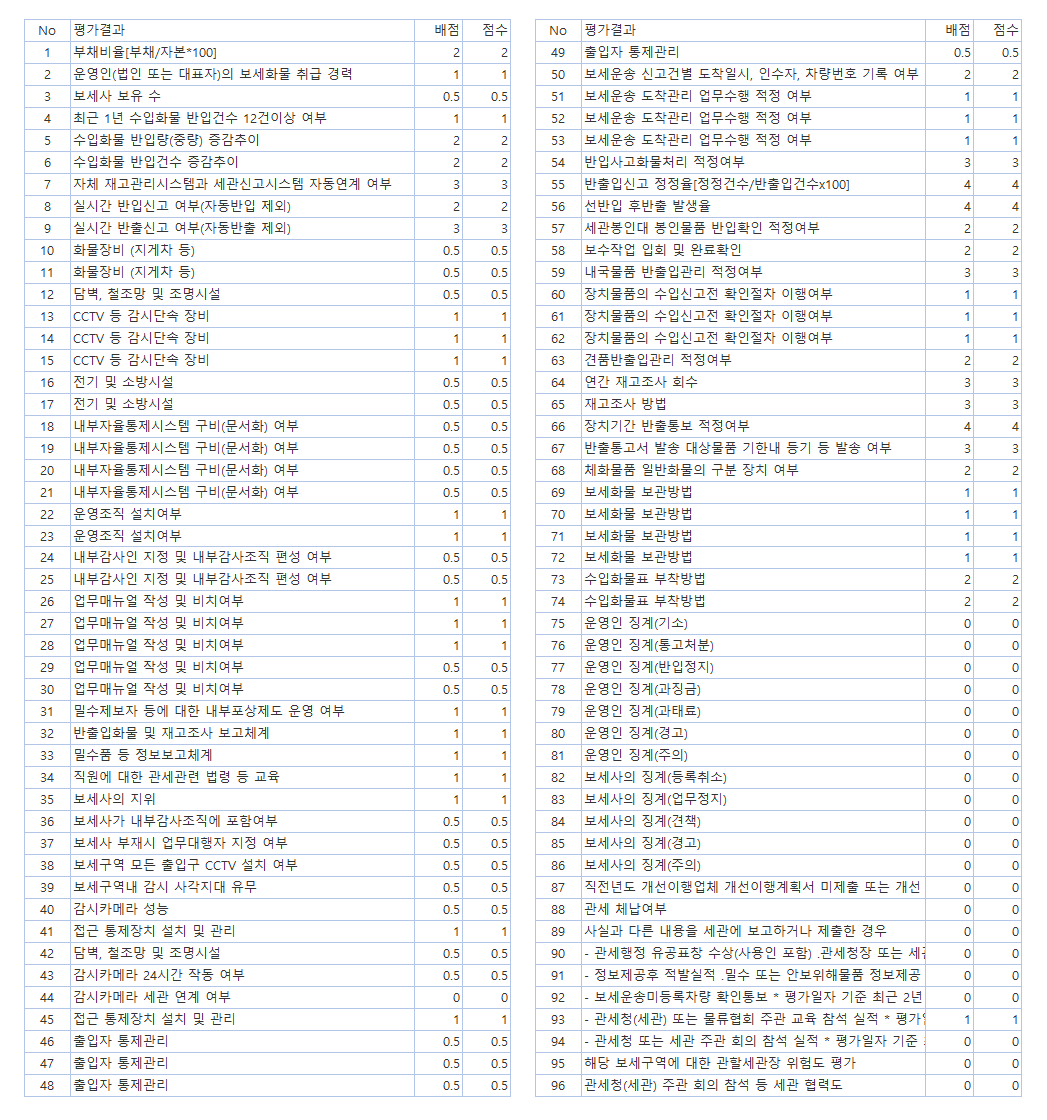 No 평가결과 배점 점수
1 부채비율[부채/자본*100] 2 2
2 운영인(법인 또는 대표자)의 보세화물 취급 경력 1 1
3 보세사 보유 수 0.5 0.5
4 최근 1년 수입화물 반입건수 12건이상 여부 1 1
5 수입화물 반입량(중량) 증감추이 2 2
6 수입화물 반입건수 증감추이 2 2
7 자체 재고관리시스템과 세관신고시스템 자동연계 여부 3 3
8 실시간 반입신고 여부(자동반입 제외) 2 2
9 실시간 반출신고 여부(자동반출 제외) 3 3
10 화물장비 (지게차 등) 0.5 0.5
11 화물장비 (지게차 등) 0.5 0.5
12 담벽, 철조망 및 조명시설 0.5 0.5
13 CCTV 등 감시단속 장비 1 1
14 CCTV 등 감시단속 장비 1 1
15 CCTV 등 감시단속 장비 1 1
16 전기 및 소방시설 0.5 0.5
17 전기 및 소방시설 0.5 0.5
18 내부자율통제시스템 구비(문서화) 여부 0.5 0.5
19 내부자율통제시스템 구비(문서화) 여부 0.5 0.5
20 내부자율통제시스템 구비(문서화) 여부 0.5 0.5
21 내부자율통제시스템 구비(문서화) 여부 0.5 0.5
22 운영조직 설치여부 1 1
23 운영조직 설치여부 1 1
24 내부감사인 지정 및 내부감사조직 편성 여부 0.5 0.5
25 내부감사인 지정 및 내부감사조직 편성 여부 0.5 0.5
26 업무매뉴얼 작성 및 비치여부 1 1
27 업무매뉴얼 작성 및 비치여부 1 1
28 업무매뉴얼 작성 및 비치여부 1 1
29 업무매뉴얼 작성 및 비치여부 0.5 0.5
30 업무매뉴얼 작성 및 비치여부 0.5 0.5
31 밀수제보자 등에 대한 내부포상제도 운영 여부 1 1
32 반출입화물 및 재고조사 보고체계 1 1
33 밀수품 등 정보보고체계 1 1
34 직원에 대한 관세관련 법령 등 교육 1 1
35 보세사의 지위 1 1
36 보세사가 내부감사조직에 포함여부 0.5 0.5
37 보세사 부재시 업무대행자 지정 여부 0.5 0.5
38 보세구역 모든 출입구 CCTV 설치 여부 0.5 0.5
39 보세구역내 감시 사각지대 유무 0.5 0.5
40 감시카메라 성능 0.5 0.5
41 접근 통제장치 설치 및 관리 1 1
42 담벽, 철조망 및 조명시설 0.5 0.5
43 감시카메라 24시간 작동 여부 0.5 0.5
44 감시카메라 세관 연계 여부 0 0
45 접근 통제장치 설치 및 관리 1 1
46 출입자 통제관리 0.5 0.5
47 출입자 통제관리 0.5 0.5
48 출입자 통제관리 0.5 0.5
No 평가결과 배점 점수
49 출입자 통제관리 0.5 0.5
50 보세운송 신고건별 도착일시, 인수자, 차량번호 기록 여부 2 2
51 보세운송 도착관리 업무수행 적정 여부 1 1
52 보세운송 도착관리 업무수행 적정 여부 1 1
53 보세운송 도착관리 업무수행 적정 여부 1 1
54 반입사고화물처리 적정여부 3 3
55 반출입신고 정정율[정정건수/반출입건수x100] 4 4
56 선반입 후반출 발생율 4 4
57 세관봉인대 봉인물품 반입확인 적정여부 2 2
58 보수작업 입회 및 완료확인 2 2
59 내국물품 반출입관리 적정여부 3 3
60 장치물품의 수입신고전 확인절차 이행여부 1 1
61 장치물품의 수입신고전 확인절차 이행여부 1 1
62 장치물품의 수입신고전 확인절차 이행여부 1 1
63 견품반출입관리 적정여부 2 2
64 연간 재고조사 회수 3 3
65 재고조사 방법 3 3
66 장치기간 반출통보 적정여부 4 4
67 반출통고서 발송 대상물품 기한내 등기 등 발송 여부 3 3
68 체화물품 일반화물의 구분 장치 여부 2 2
69 보세화물 보관방법 1 1
70 보세화물 보관방법 1 1
71 보세화물 보관방법 1 1
72 보세화물 보관방법 1 1
73 수입화물표 부착방법 2 2
74 수입화물표 부착방법 2 2
75 운영인 징계(기소) 0 0
76 운영인 징계(통고처분) 0 0
77 운영인 징계(반입정지) 0 0
78 운영인 징계(과징금) 0 0
79 운영인 징계(과태료) 0 0
80 운영인 징계(경고) 0 0
81 운영인 징계(주의) 0 0
82 보세사의 징계(등록취소) 0 0
83 보세사의 징계(업무정지) 0 0
84 보세사의 징계(견책) 0 0
85 보세사의 징계(경고) 0 0
86 보세사의 징계(주의) 0 0
87 직전년도 개선이행업체 개선이행계획서 미제출 또는 개선 0 0
88 관세 체납여부 0 0
89 사실과 다른 내용을 세관에 보고하거나 제출한 경우 0 0
90 - 관세행정 유공표창 수상(사용인 포함) .관세청장 또는 0 0
91 - 정보제공후 적발실적 .밀수 또는 안보위해물품 정보제공 0 0
92 - 보세운송미등록차량 확인통보 * 평가일자 기준 최근 2년 0 0
93 - 관세청(세관) 또는 물류협회 주관 교육 참석 실적 * 1 1
94 - 관세청 또는 세관 주관 회의 참석 실적 * 평가일자 기준 0 0
95 해당 보세구역에 대한 관할세관장 위험도 평가 0 0
96 관세청(세관) 주관 회의 참석 등 세관 협력도 0 0